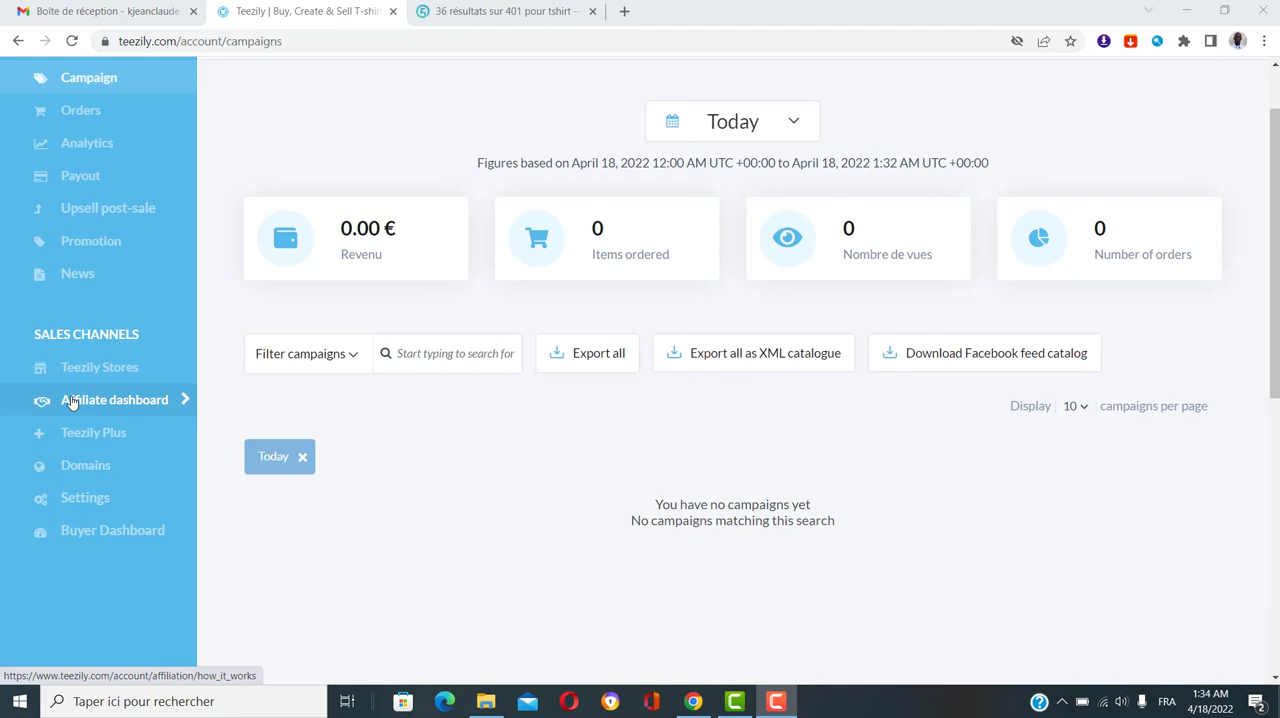 Boîte de réception - kjeanclaude
Teezily | Buy, Create & Sell T-shir
36 résultats sur 401 pour tshirt –
teezily.com/account/campaigns
Campaign
Orders
Analytics
Payout
Upsell post-sale
Promotion
News
SALES CHANNELS
Teezily Stores
Affiliate dashboard
Teezily Plus
Domains
Settings
Buyer Dashboard
Today
Figures based on April 18, 2022 12:00 AM UTC +00:00 to April 18, 2022 1:32 AM UTC +00:00
0.00 €
Revenu
0
Items ordered
0
Nombre de vues
0
Number of orders
Filter campaigns
Start typing to search for
Export all
Export all as XML catalogue
Download Facebook feed catalog
Display 10 campaigns per page
Today
You have no campaigns yet
No campaigns matching this search
https://www.teezily.com/account/affiliation/how_it_works
Taper ici pour rechercher
FRA
1:34 AM
4/18/2022
2